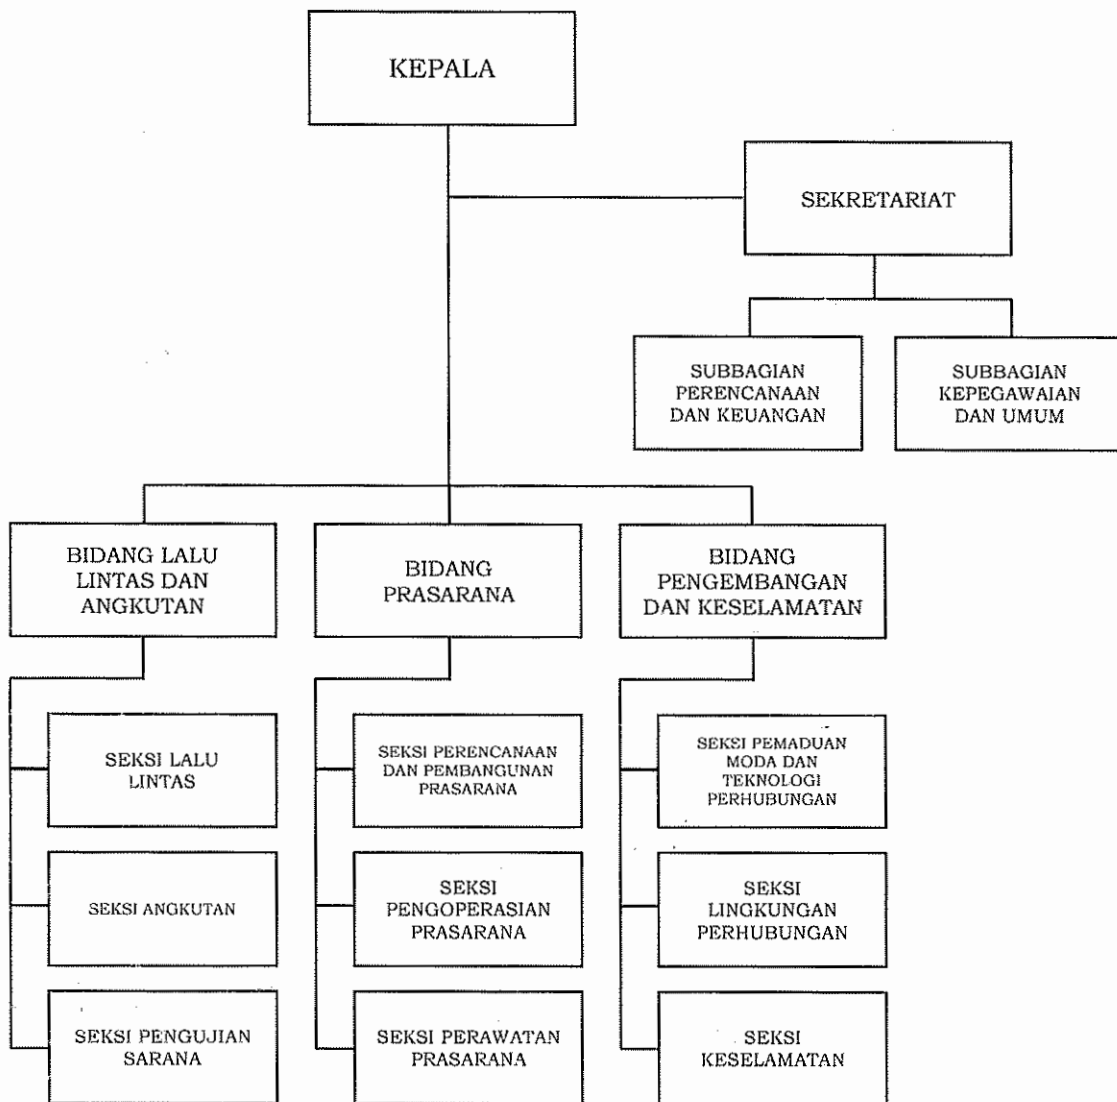 KEPALA
SEKRETARIAT
SUBBAGIAN
PERENCANAAN
DAN KEUANGAN
SUBBAGIAN
KEPEGAWAIAN
DAN UMUM
BIDANG LALU
LINTAS DAN
ANGKUTAN
BIDANG
PRASARANA
BIDANG
PENGEMBANGAN
DAN KESELAMATAN
SEKSI LALU
LINTAS
SEKSI ANGKUTAN
SEKSI PENGUJIAN
SARANA
SEKSI PERENCANAAN
DAN PEMBANGUNAN
PRASARANA
SEKSI
PENGOPERASIAN
PRASARANA
SEKSI PERAWATAN
PRASARANA
SEKSI PEMADUAN
MODA DAN
TEKNOLOGI
PERHUBUNGAN
SEKSI
LINGKUNGAN
PERHUBUNGAN
SEKSI
KESELAMATAN